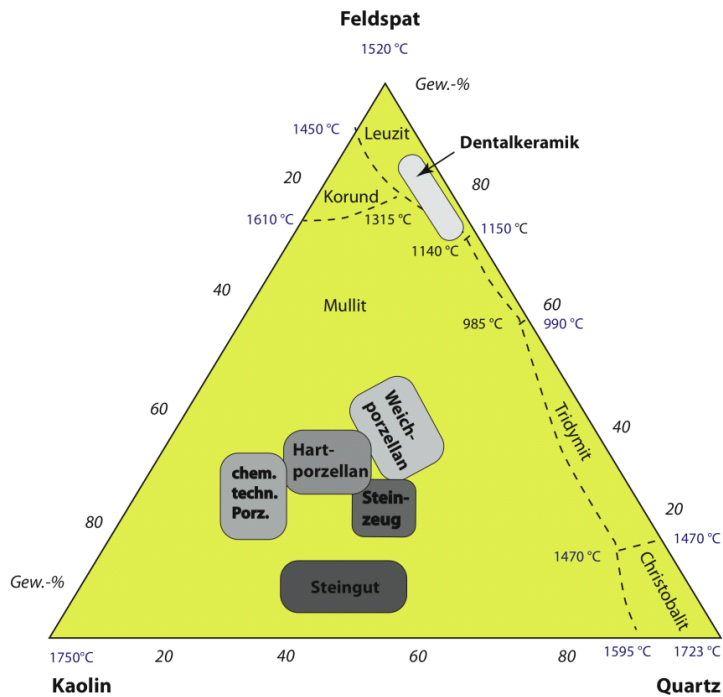 Feldspat
1520 °C
Gew.-%
1450 °C
Leuzit
Dentalkeramik
20
80
Korund
1610 °C
1315 °C
1150 °C
1140 °C
40
Mullit
60
985 °C
990 °C
60
Weich-
porzellan
Tridymit
40
Hart-
porzellan
chem.
techn.
Porz.
Stein-
zeug
80
20
1470 °C
1470 °C
Christobalit
Gew.-%
Steingut
1750°C
20
40
60
80
1595 °C
1723 °C
Kaolin
Quartz